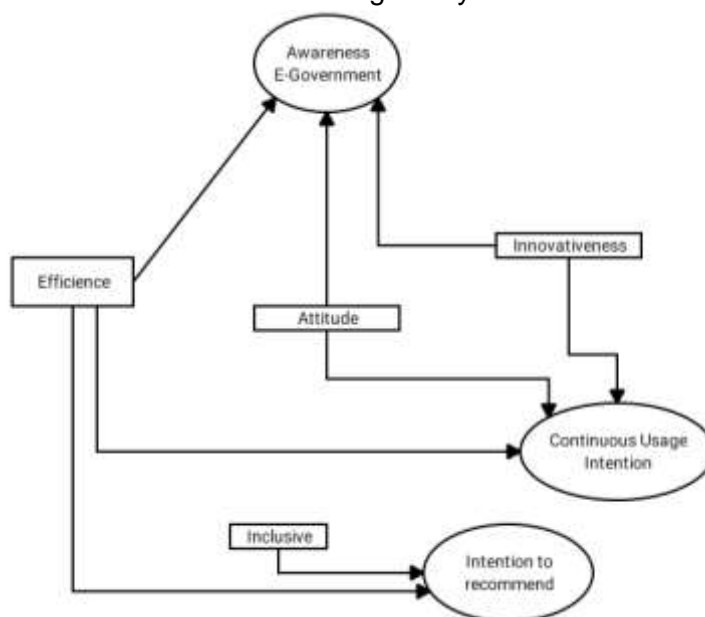 Awareness
E-Government
Innovativeness
Efficience
Attitude
Continuous Usage
Intention
Inclusive
Intention to
recommend